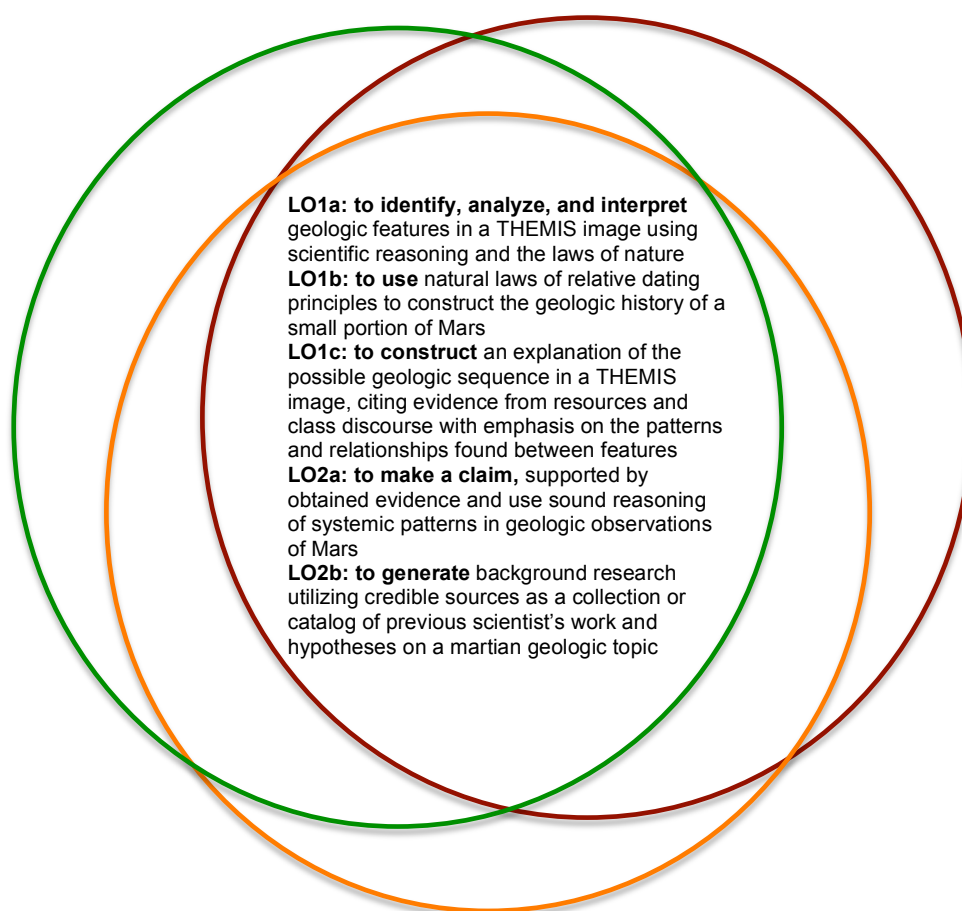 LO1a: to identify, analyze, and interpret
geologic features in a THEMIS image using
scientific reasoning and the laws of nature
LO1b: to use natural laws of relative dating
principles to construct the geologic history of a
small portion of Mars
LO1c: to construct an explanation of the
possible geologic sequence in a THEMIS
image, citing evidence from resources and
class discourse with emphasis on the patterns
and relationships found between features
LO2a: to make a claim, supported by
obtained evidence and use sound reasoning
of systemic patterns in geologic observations
of Mars
LO2b: to generate background research
utilizing credible sources as a collection or
catalog of previous scientist's work and
hypotheses on a martian geologic topic